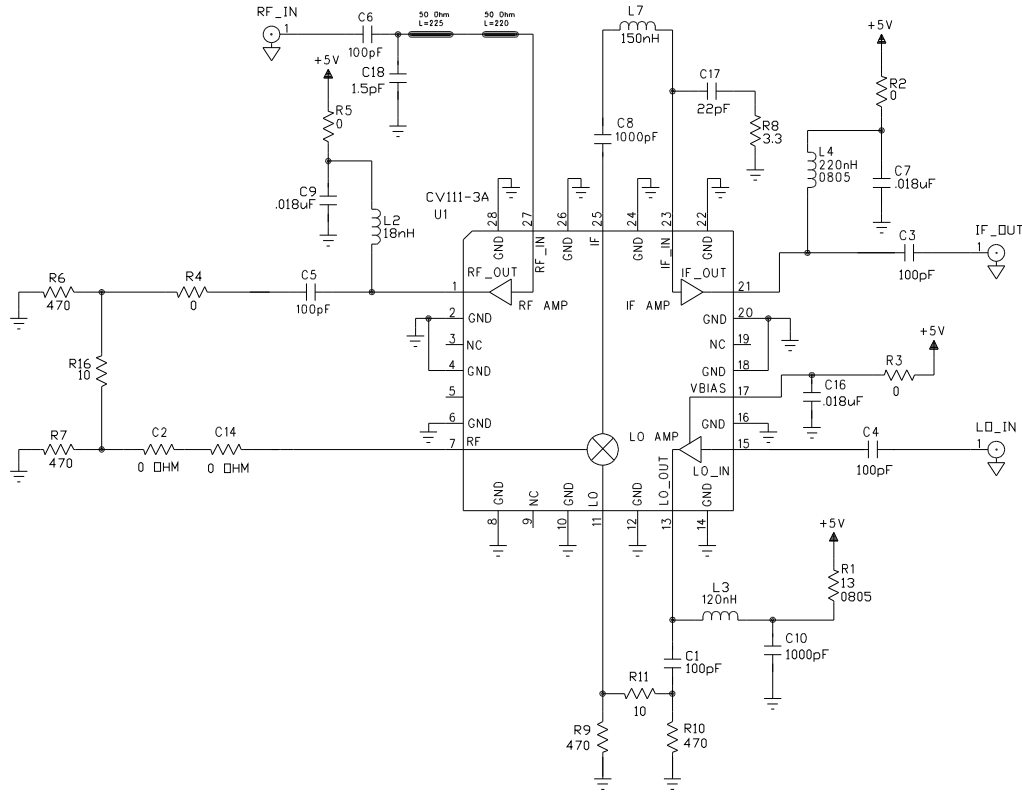 RF_IN
1
C6
100pF
50 Ohm
L=225
50 Ohm
L=220
C18
1.5pF
L7
150nH
+5V
R5
0
C9
.018uF
L2
18nH
C8
1000pF
C17
22pF
R8
3.3
+5V
R2
0
L4
220nH
0805
C7
.018uF
CV111-3A
U1
28
27
26
25
24
23
22
GND
RF_IN
GND
IF
GND
IF_IN
GND
C3
100pF
IF_OUT
1
R6
470
R4
0
C5
100pF
1
RF_OUT
RF AMP
IF_OUT
IF AMP
21
2
GND
GND
20
3
NC
NC
19
4
GND
GND
18
5
VBIAS
17
6
GND
GND
16
7
RF
LO AMP
LO_IN
15
+5V
R3
0
C16
.018uF
C4
100pF
LO_IN
1
R16
10
R7
470
C2
0 OHM
C14
0 OHM
GND
NC
GND
LO
GND
LO_OUT
GND
8
9
10
11
12
13
14
+5V
R1
13
0805
L3
120nH
C10
1000pF
C1
100pF
R11
10
R9
470
R10
470